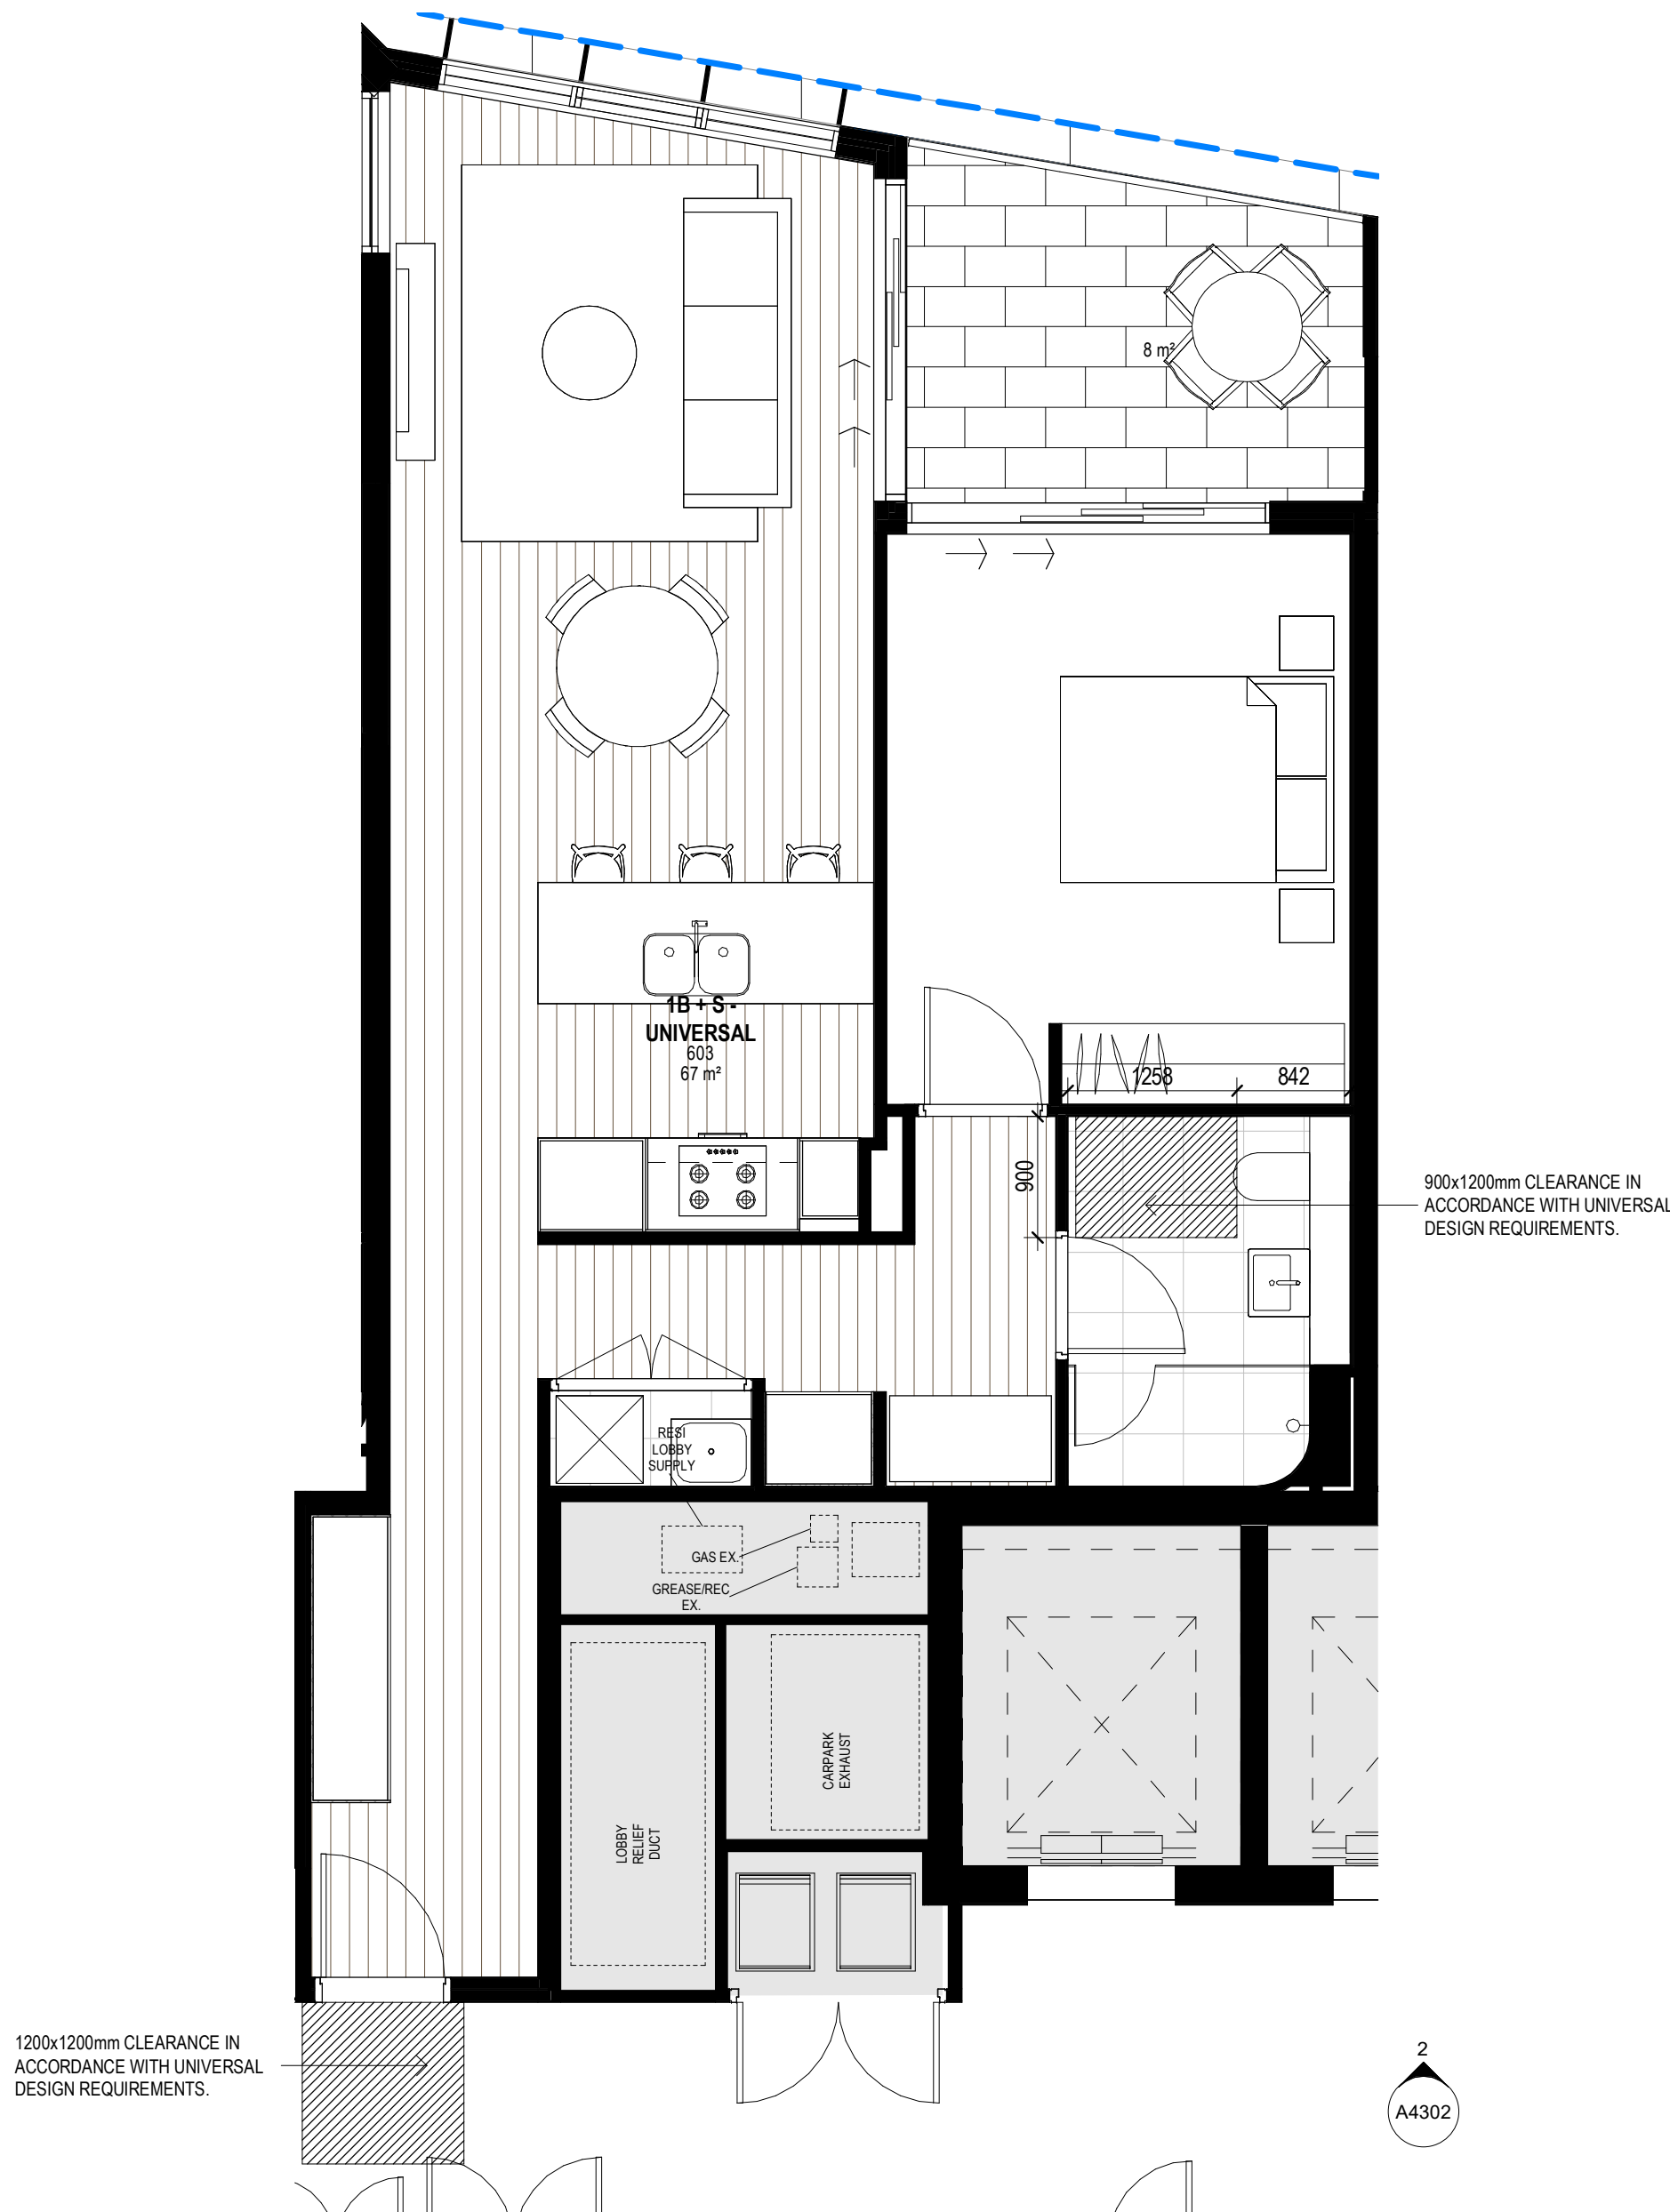 8 m²
1B + S -
UNIVERSAL
603
67 m²
1258
842
900
900x1200mm CLEARANCE IN
ACCORDANCE WITH UNIVERSAL
DESIGN REQUIREMENTS.
RESI
LOBBY
SUPPLY
GAS EX.
GREASE/REC
EX.
CARPARK
EXHAUST
LOBBY
RELIEF
DUCT
1200x1200mm CLEARANCE IN
ACCORDANCE WITH UNIVERSAL
DESIGN REQUIREMENTS.
2
A4302